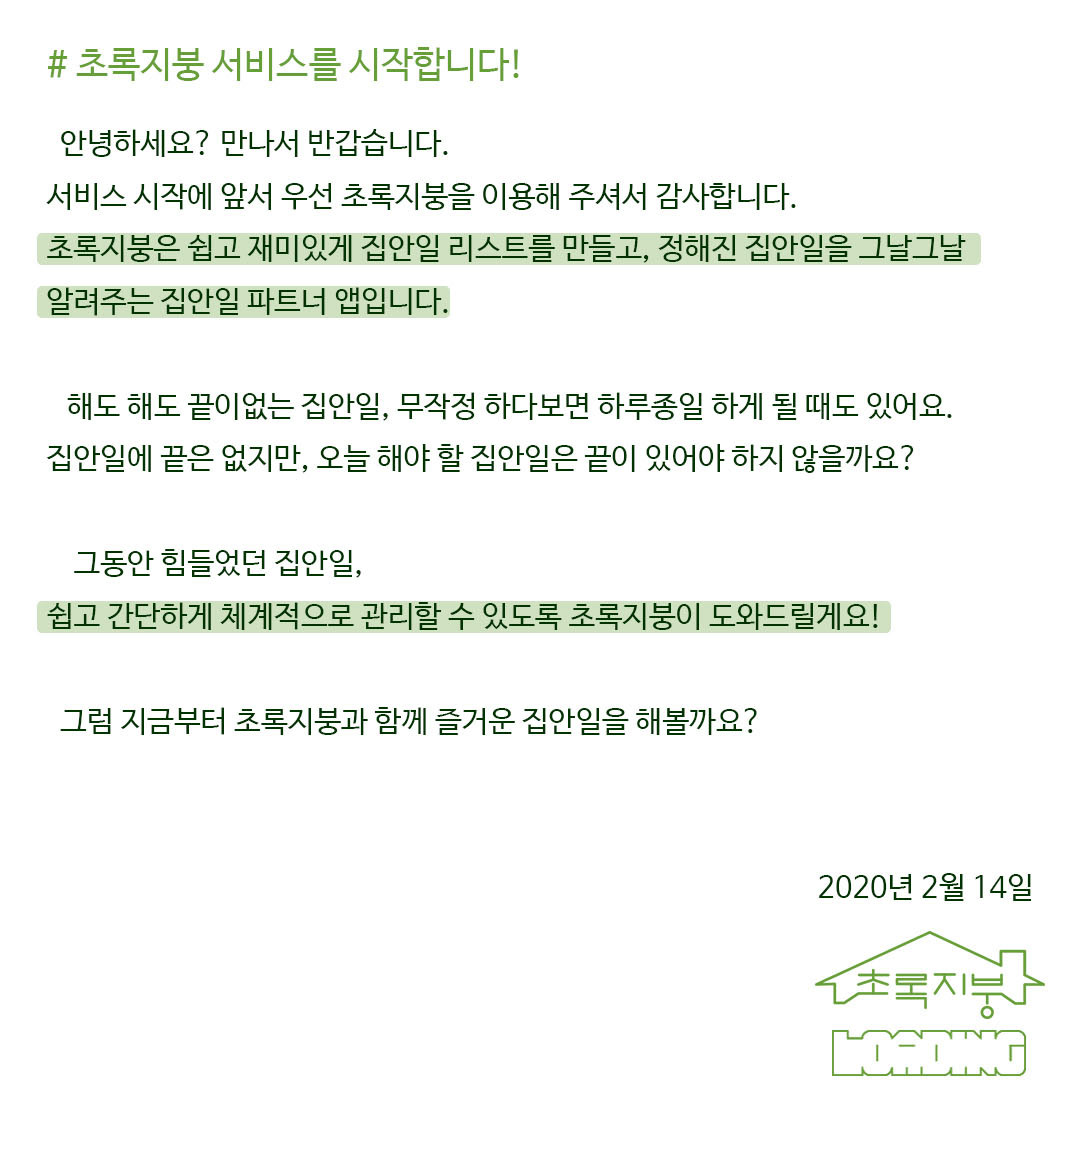 # 초록지붕 서비스를 시작합니다!
안녕하세요? 만나서 반갑습니다.
서비스 시작에 앞서 우선 초록지붕을 이용해 주셔서 감사합니다.
초록지붕은 쉽고 재미있게 집안일 리스트를 만들고, 정해진 집안일을 그날그날
알려주는 집안일 파트너 앱입니다.
해도 해도 끝이없는 집안일, 무작정 하다보면 하루종일 하게 될 때도 있어요.
집안일에 끝은 없지만, 오늘 해야 할 집안일은 끝이 있어야 하지 않을까요?
그동안 힘들었던 집안일,
쉽고 간단하게 체계적으로 관리할 수 있도록 초록지붕이 도와드릴게요!
그럼 지금부터 초록지붕과 함께 즐거운 집안일을 해볼까요?
2020년 2월 14일
초록지붕
LOADING